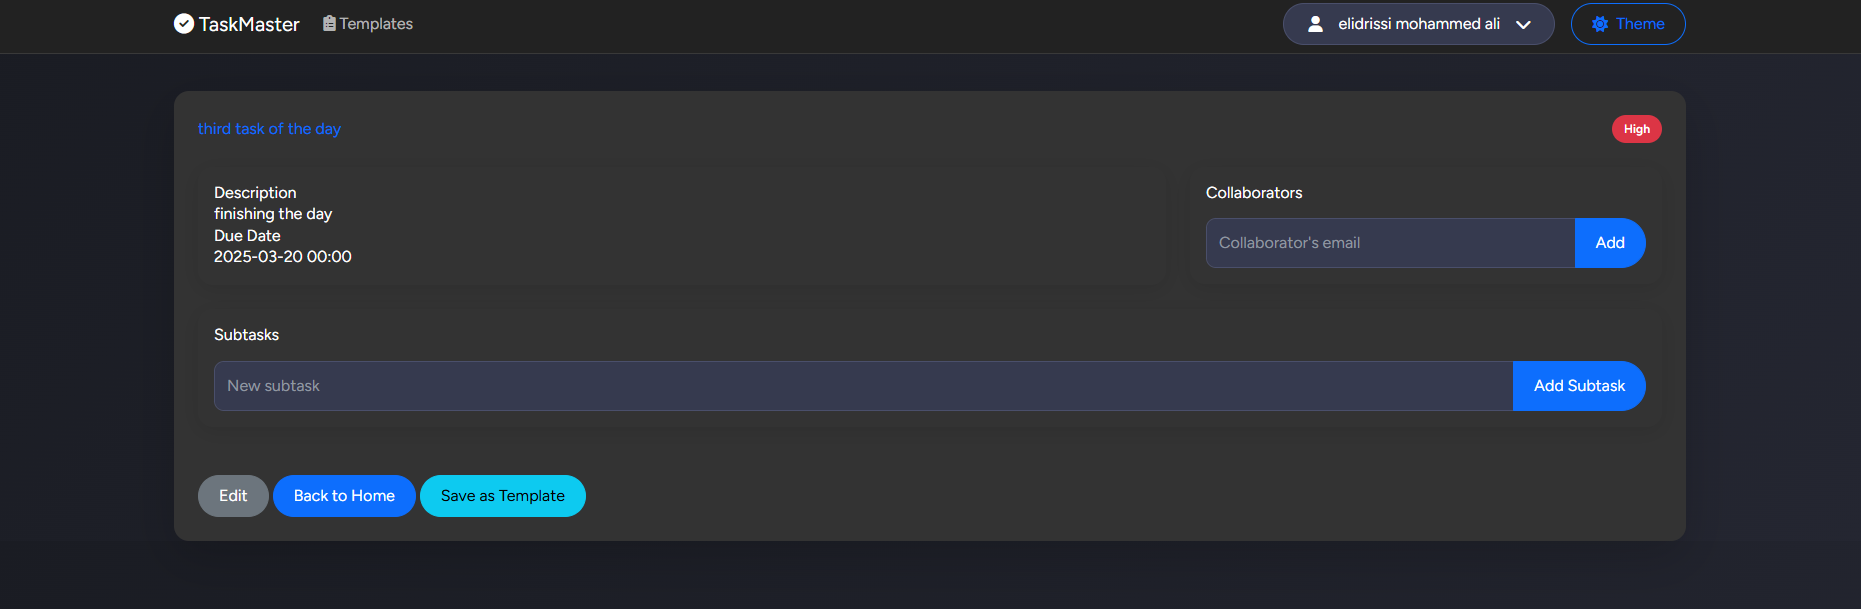 TaskMaster Templates elidrissi mohammed ali Theme
third task of the day High
Description
finishing the day
Due Date
2025-03-20 00:00
Collaborators
Collaborator's email Add
Subtasks
New subtask Add Subtask
Edit Back to Home Save as Template